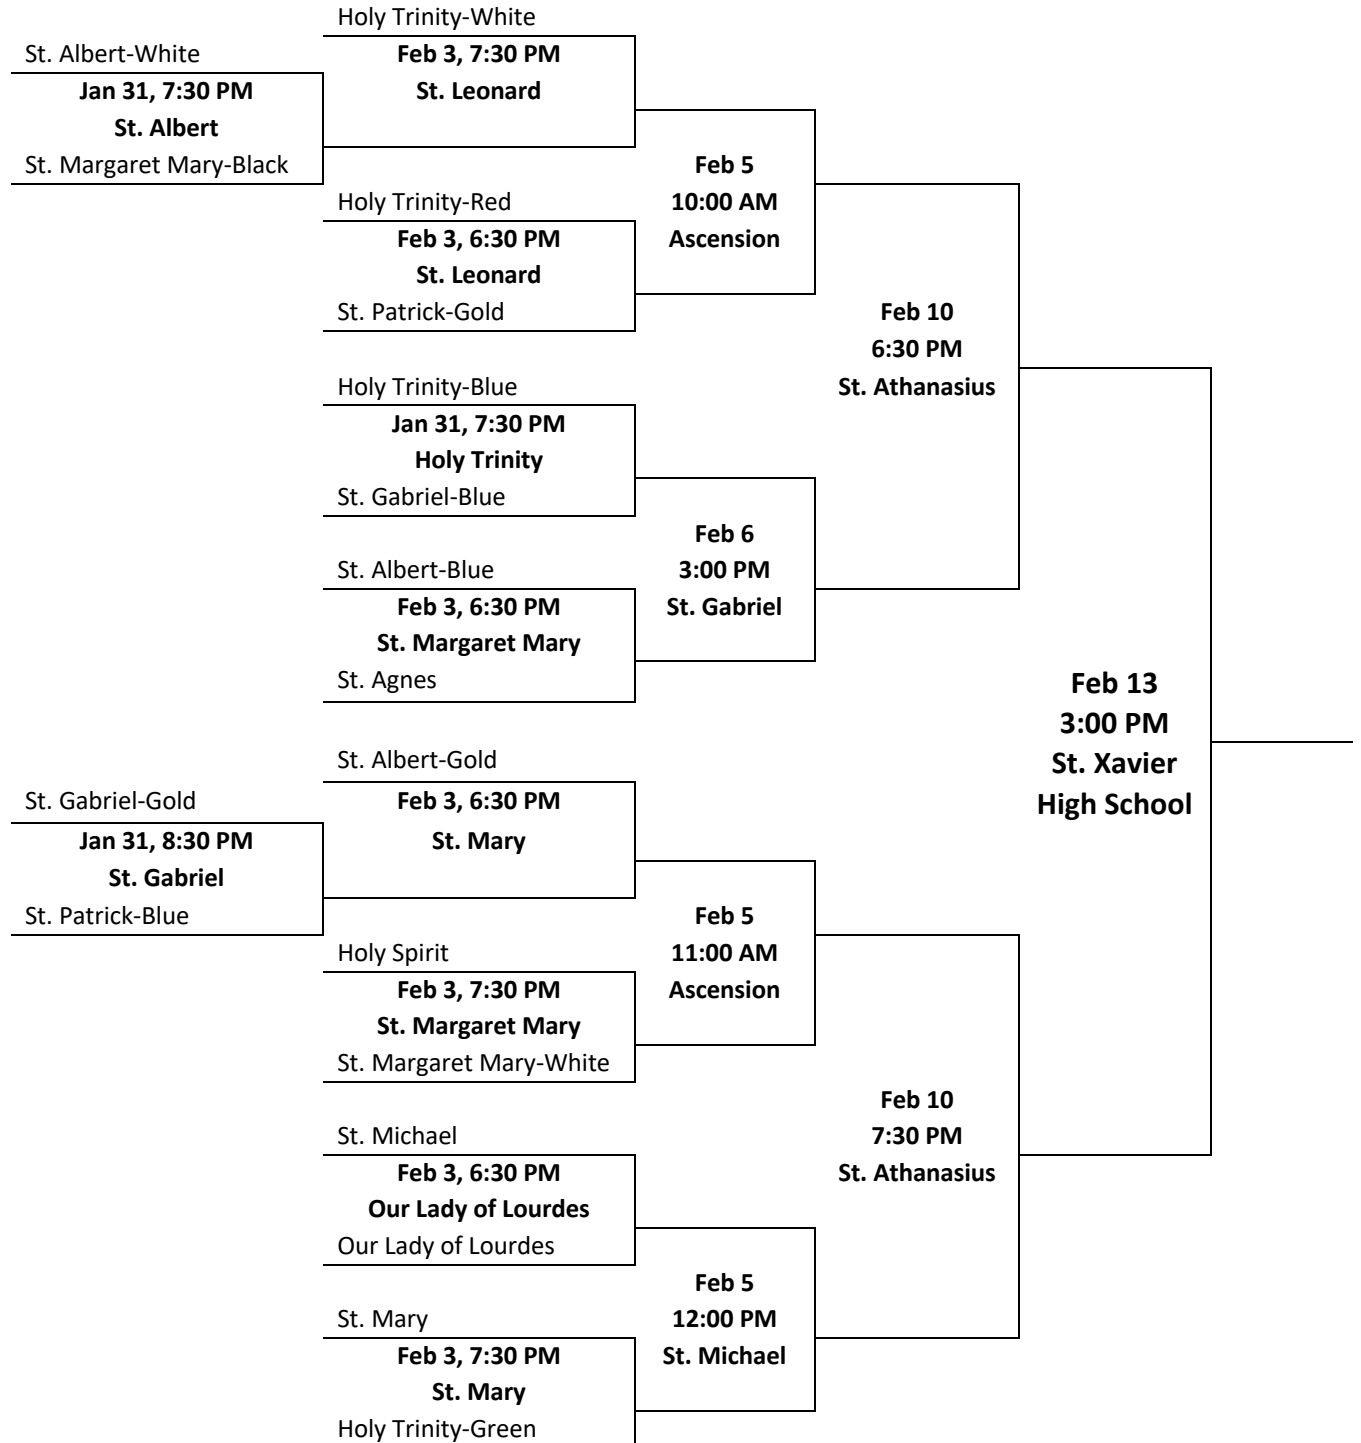 Holy Trinity-White
St. Albert-White
Feb 3, 7:30 PM
Jan 31, 7:30 PM
St. Leonard
St. Albert
St. Margaret Mary-Black
Feb 5
Holy Trinity-Red
10:00 AM
Feb 3, 6:30 PM
Ascension
St. Leonard
St. Patrick-Gold
Feb 10
6:30 PM
Holy Trinity-Blue
St. Athanasius
Jan 31, 7:30 PM
Holy Trinity
St. Gabriel-Blue
Feb 6
St. Albert-Blue
3:00 PM
Feb 3, 6:30 PM
St. Gabriel
St. Margaret Mary
St. Agnes
Feb 13
3:00 PM
St. Xavier
High School
St. Albert-Gold
St. Gabriel-Gold
Feb 3, 6:30 PM
Jan 31, 8:30 PM
St. Mary
St. Gabriel
St. Patrick-Blue
Feb 5
Holy Spirit
11:00 AM
Feb 3, 7:30 PM
Ascension
St. Margaret Mary
St. Margaret Mary-White
Feb 10
St. Michael
7:30 PM
Feb 3, 6:30 PM
St. Athanasius
Our Lady of Lourdes
Our Lady of Lourdes
Feb 5
St. Mary
12:00 PM
Feb 3, 7:30 PM
St. Michael
St. Mary
Holy Trinity-Green